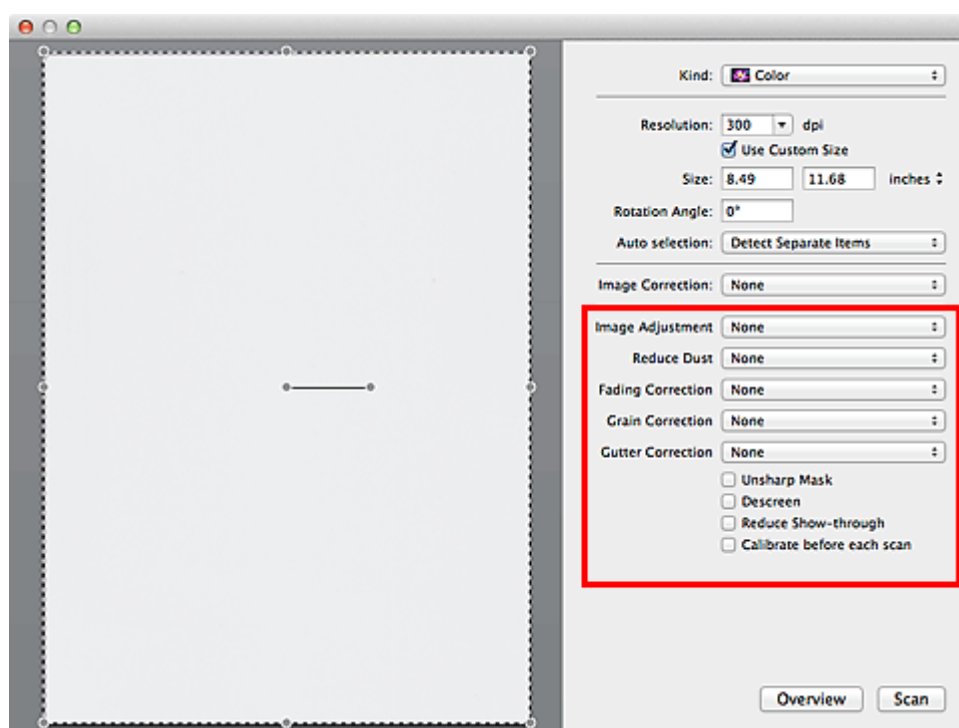 Kind: Color
Resolution: 300 dpi
Use Custom Size
Size: 8.49 11.68 inches
Rotation Angle: 0°
Auto selection: Detect Separate Items
Image Correction: None
Image Adjustment None
Reduce Dust None
Fading Correction None
Grain Correction None
Gutter Correction None
Unsharp Mask
Descreen
Reduce Show-through
Calibrate before each scan
Overview Scan